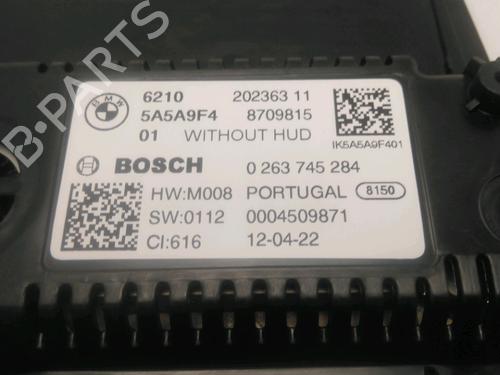 BMW
6210 202363 11
5A5A9F4 8709815
01 WITHOUT HUD
IK5A5A9F401
BOSCH 0 263 745 284
HW:M008 PORTUGAL 8150
SW:0112 0004509871
CI:616 12-04-22
B-PARTS